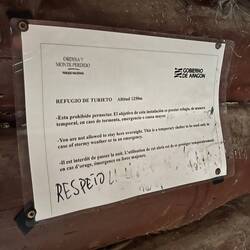 ORDESA Y
MONTE PERDIDO
PARQUE NACIONAL
GOBIERNO
DE ARAGON
REFUGIO DE TURIETO Altitud 1250m
-Esta prohibido pernoctar. El objetivo de esta instalación es prestar refugio, de manera
temporal, en caso de tormenta, emergencia o causa mayor.
-You are not allowed to stay here overnight. This is a temporary shelter to be used only in
case of stormy weather or in an emergency.
-Il est interdit de passer la nuit. L'utilisation de cet abris est de se protéger temporairement
en cas d'orage, émergence ou force majeure.
RESPETO